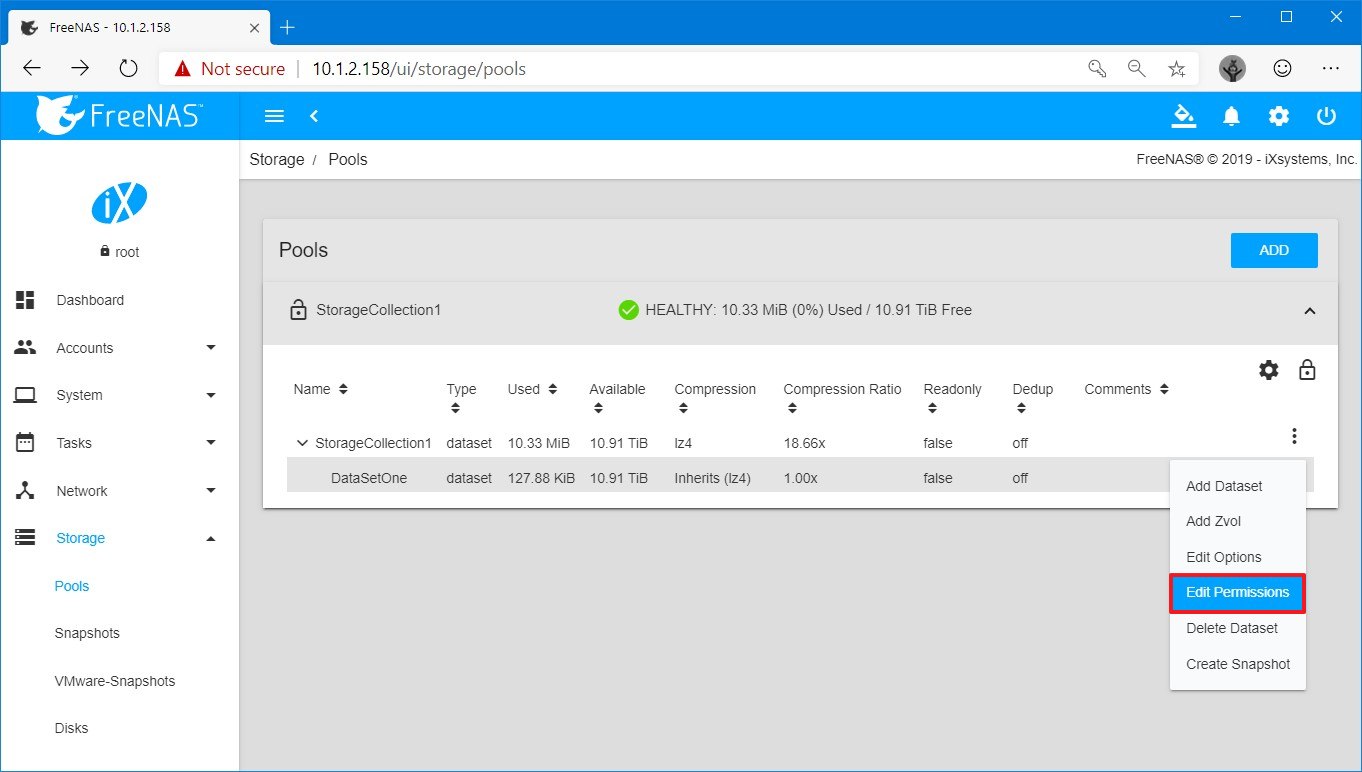 FreeNAS - 10.1.2.158
Not secure | 10.1.2.158/ui/storage/pools
FreeNAS™
Storage / Pools
FreeNAS® © 2019 - iXsystems, Inc.
iX
root
Dashboard
Accounts
System
Tasks
Network
Storage
Pools
Snapshots
VMware-Snapshots
Disks
Pools
ADD
StorageCollection1 HEALTHY: 10.33 MiB (0%) Used / 10.91 TiB Free
Name Type Used Available Compression Compression Ratio Readonly Dedup Comments
StorageCollection1 dataset 10.33 MiB 10.91 TiB lz4 18.66x false off
DataSetOne dataset 127.88 KiB 10.91 TiB Inherits (lz4) 1.00x false off
Add Dataset
Add Zvol
Edit Options
Edit Permissions
Delete Dataset
Create Snapshot